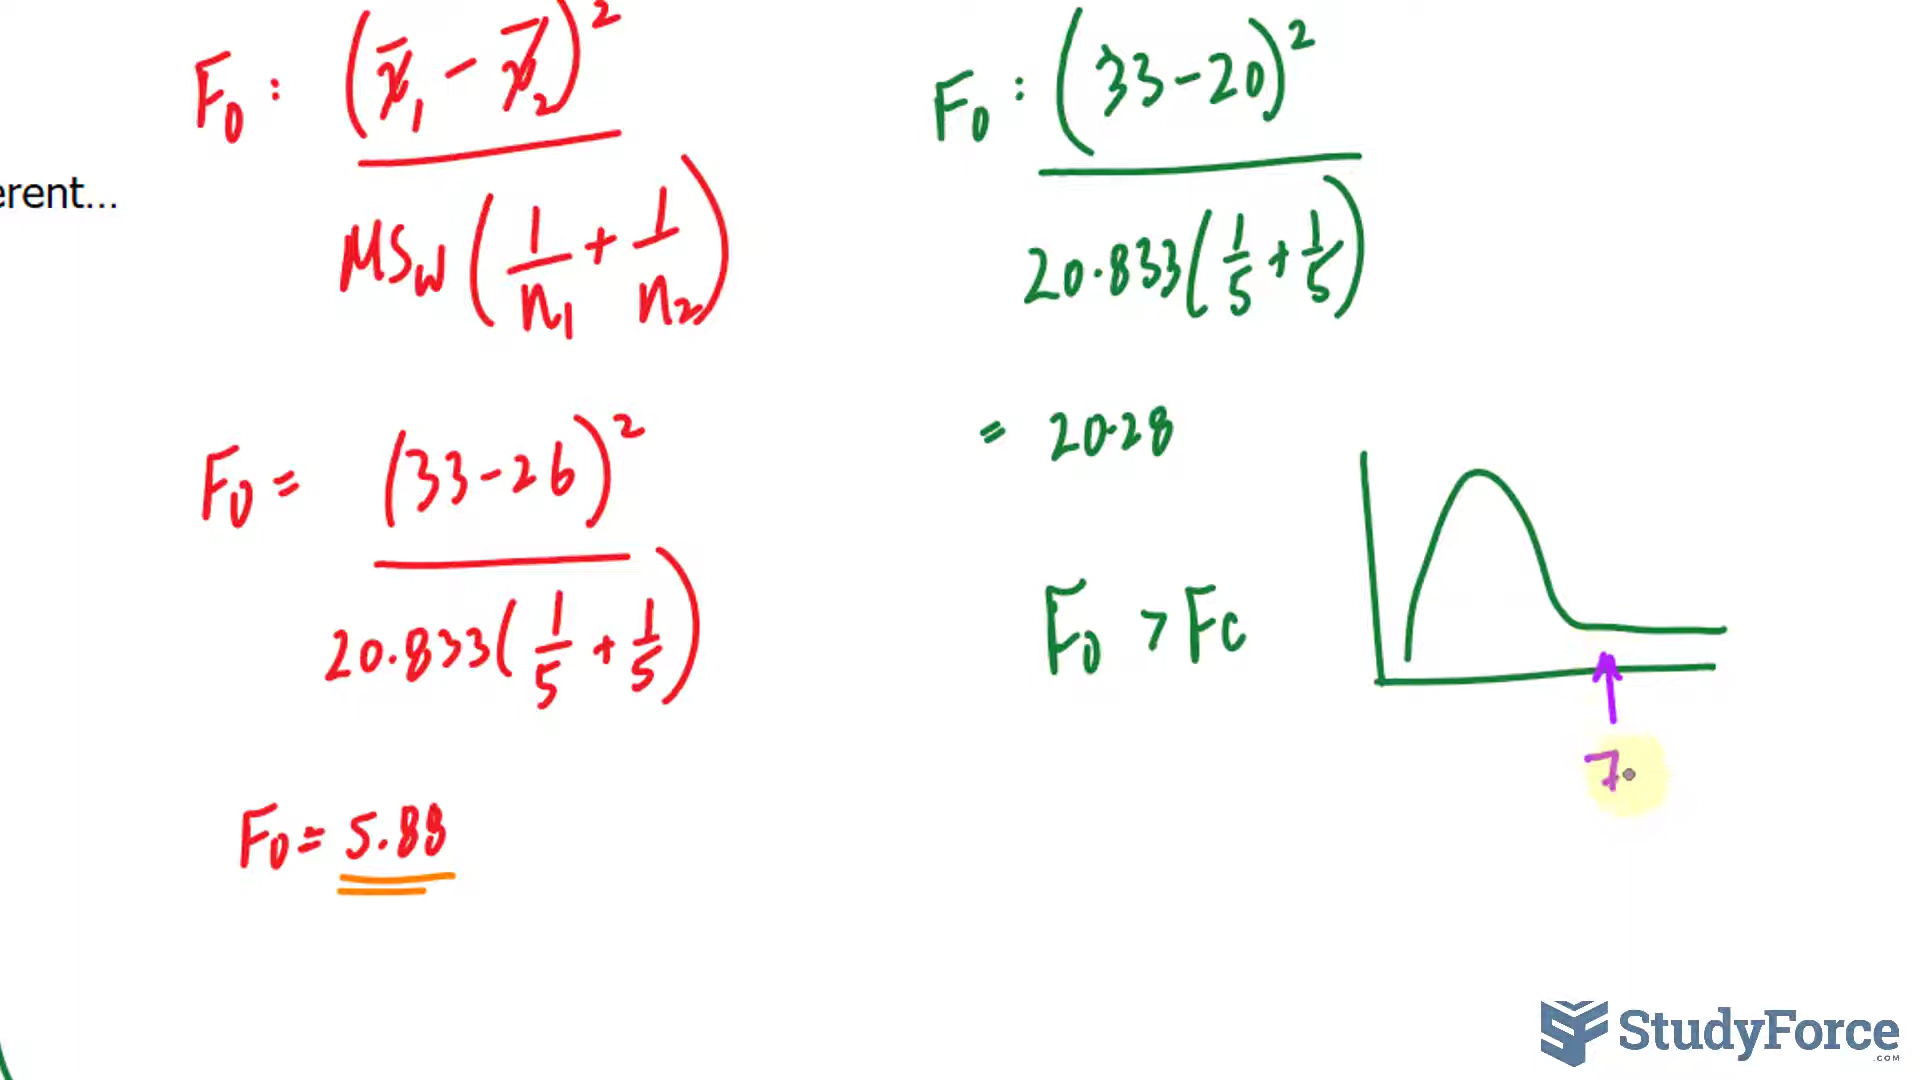 F₀ : (x̄₁ − x̄₂)²
MS_W (1/n₁ + 1/n₂)
erent...
F₀ = (33-26)²
20.833(1/5 + 1/5)
F₀ = 5.88
F₀ : (33-20)²
20.833(1/5 + 1/5)
= 20.28
F₀ > Fc
7.
StudyForce
.COM